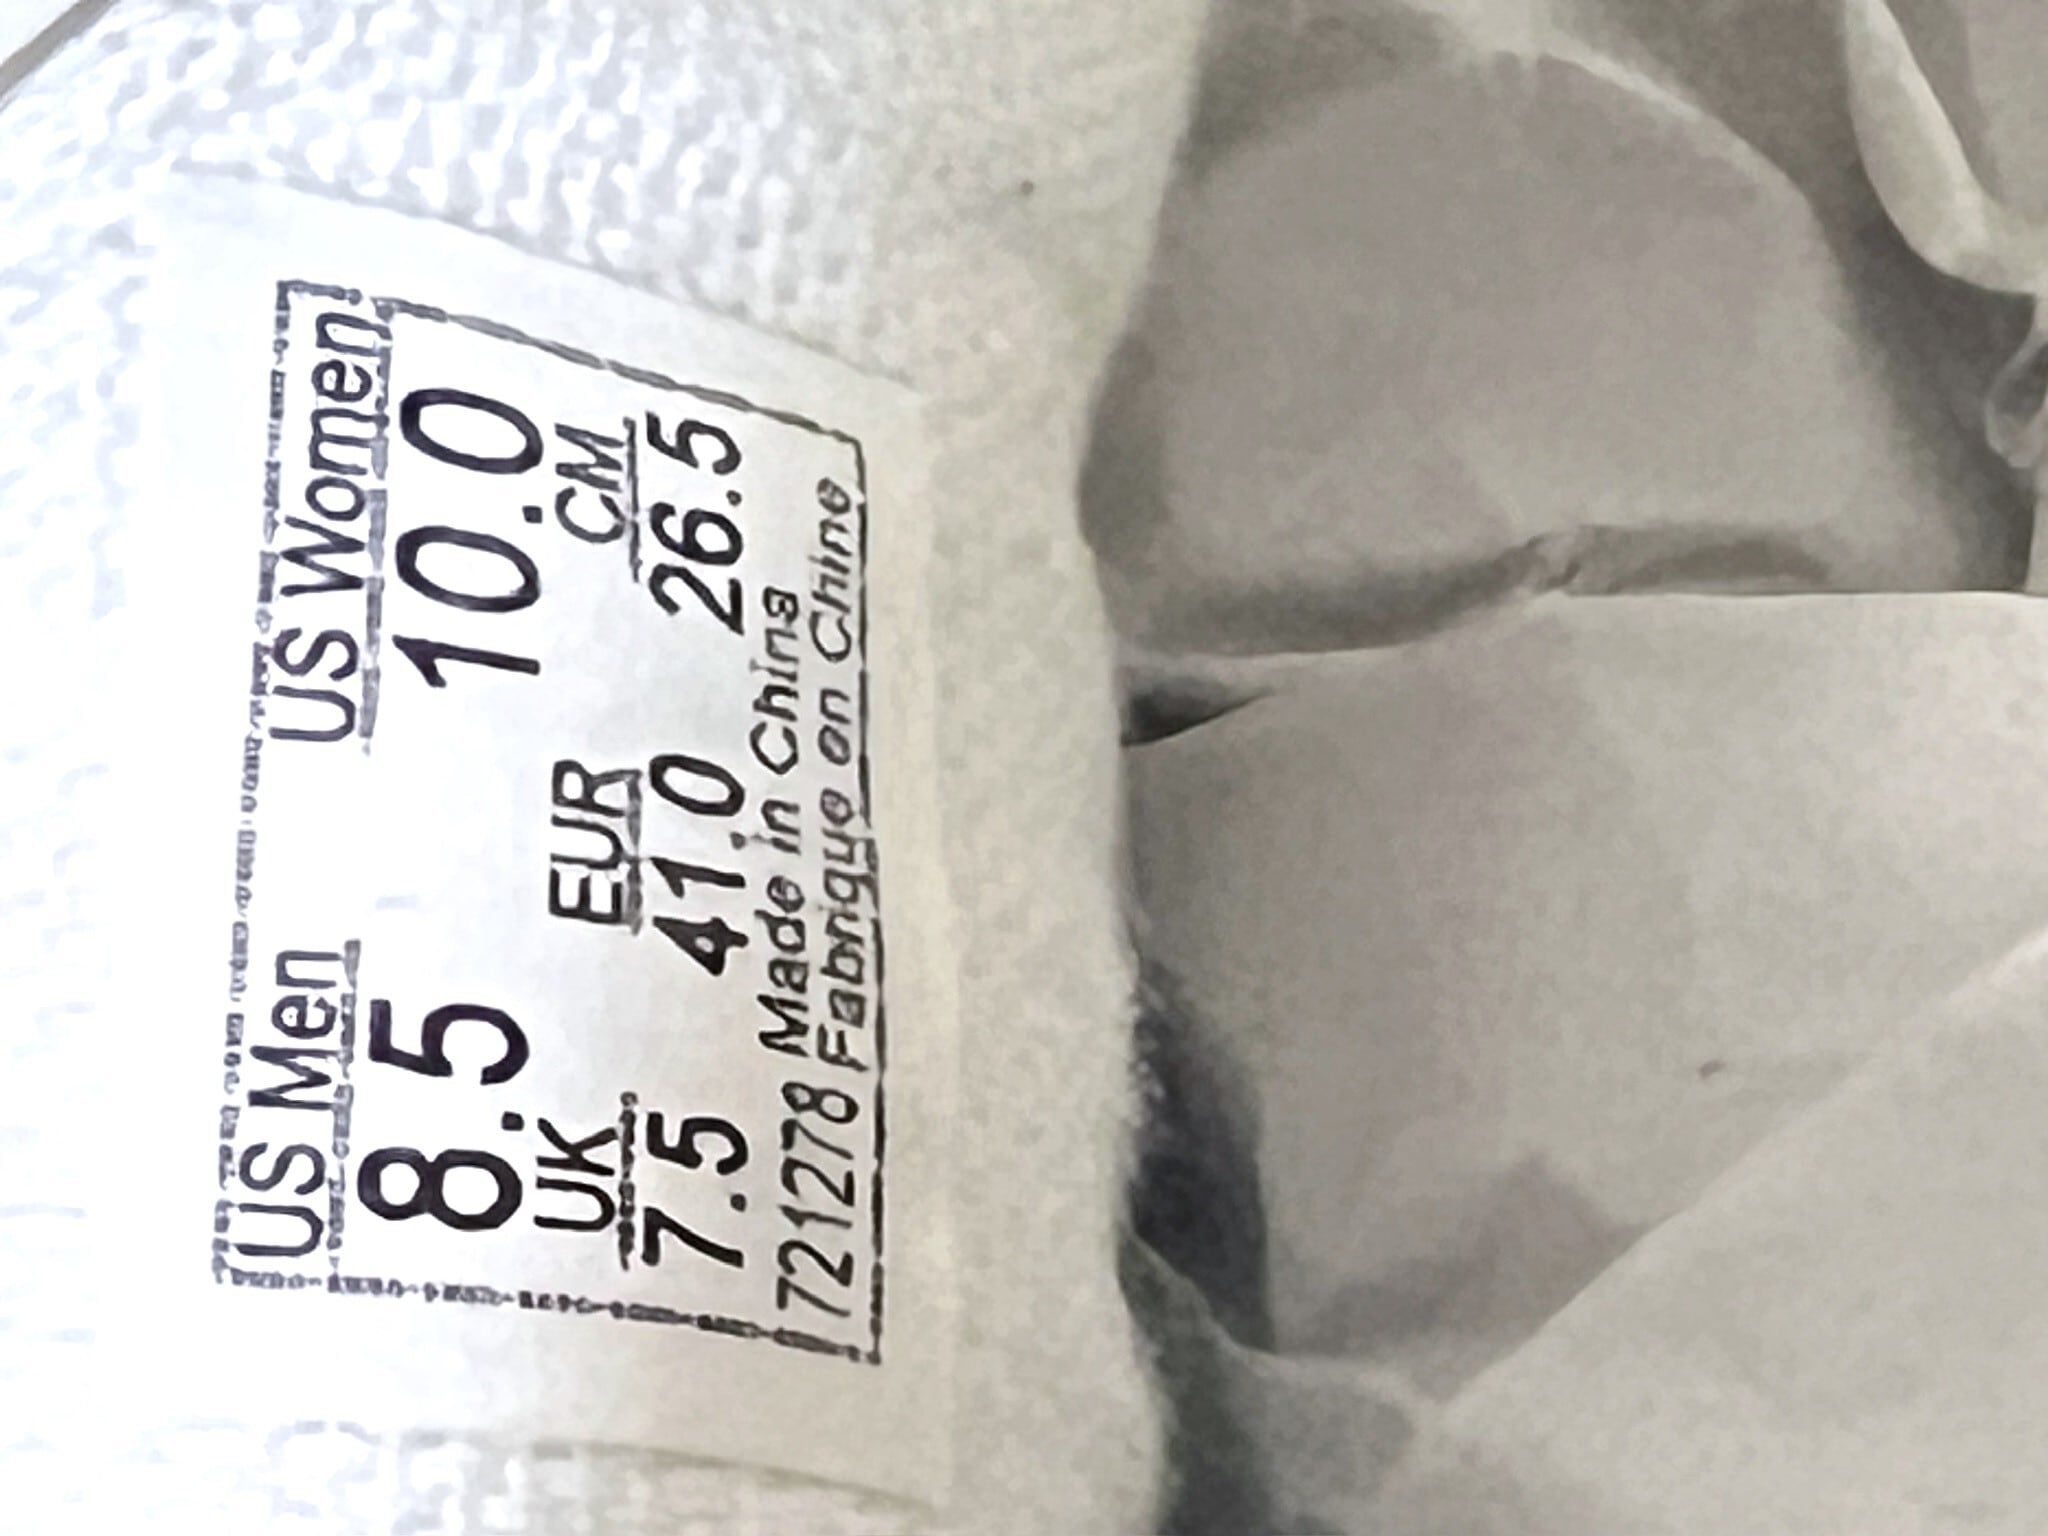 US Men US Women
8.5 10.0
UK EUR CM
7.5 41.0 26.5
721278 Made in China
Fabriqye on Chine